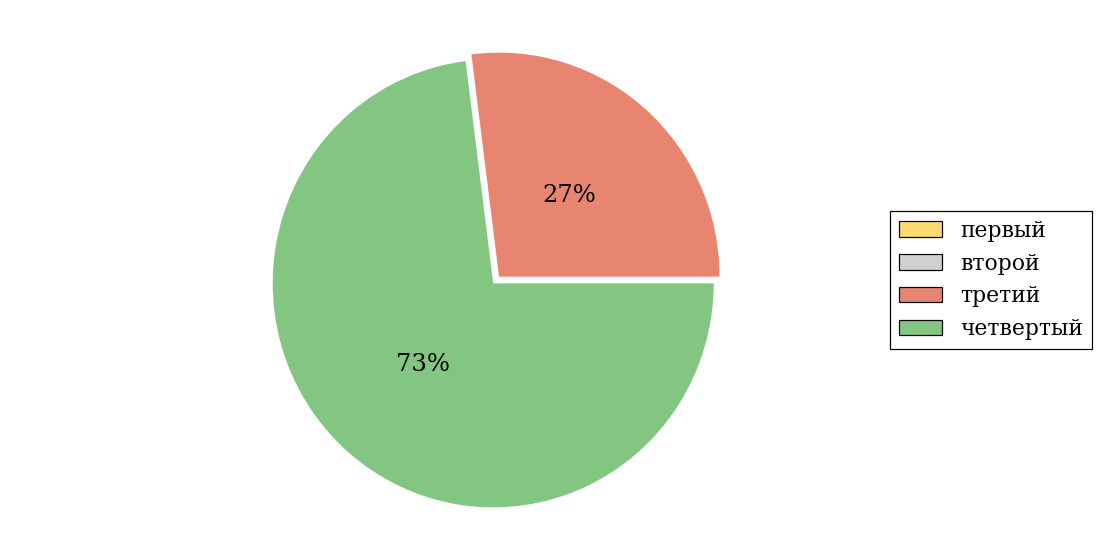 27%
73%
первый
второй
третий
четвертый